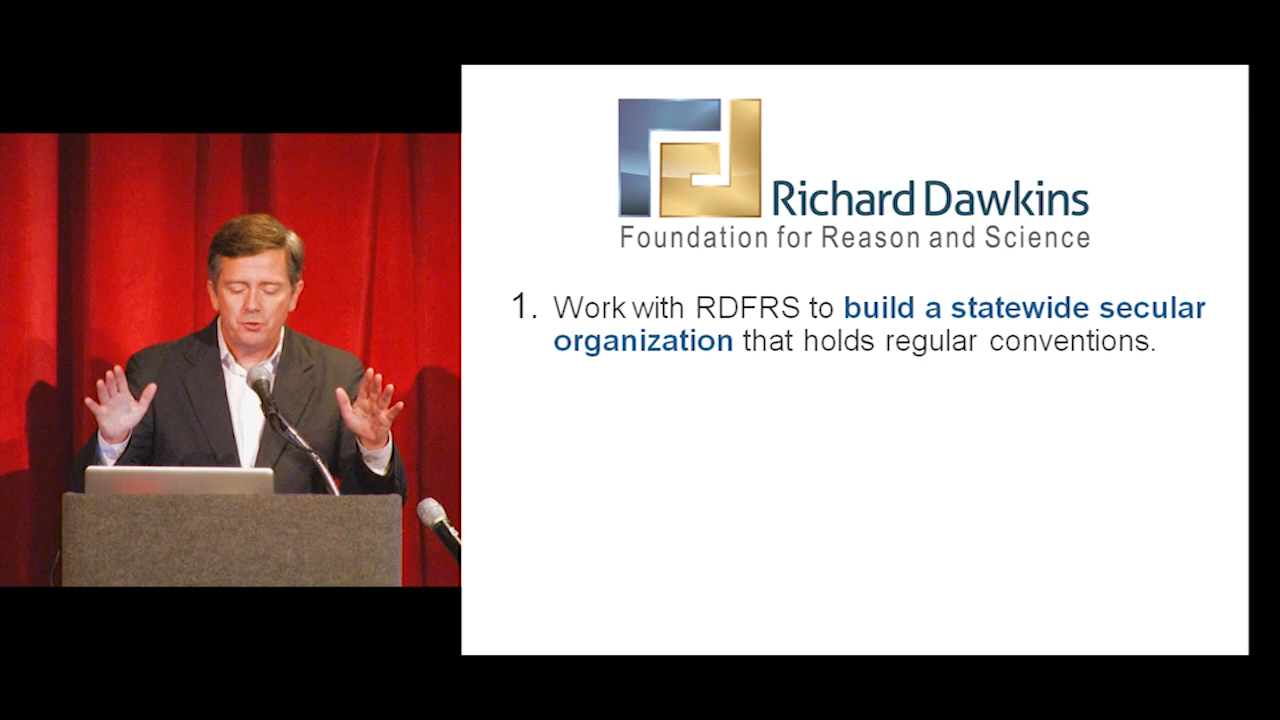 Richard Dawkins
Foundation for Reason and Science
1. Work with RDFRS to build a statewide secular
organization that holds regular conventions.